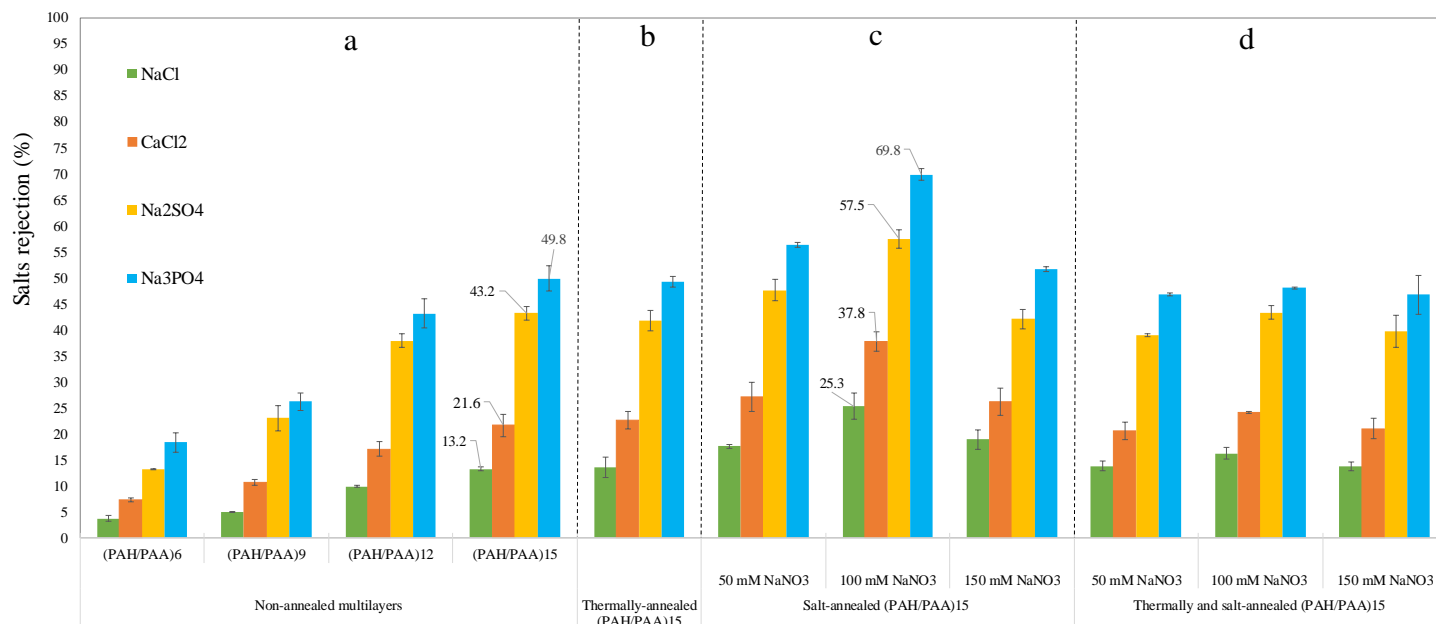 Salts rejection (%)
100
95
90
85
80
75
70
65
60
55
50
45
40
35
30
25
20
15
10
5
0
a
b
c
d
NaCl
CaCl2
Na2SO4
Na3PO4
13.2
21.6
43.2
49.8
25.3
37.8
57.5
69.8
(PAH/PAA)6
(PAH/PAA)9
(PAH/PAA)12
(PAH/PAA)15
50 mM NaNO3
100 mM NaNO3
150 mM NaNO3
50 mM NaNO3
100 mM NaNO3
150 mM NaNO3
Non-annealed multilayers
Thermally-annealed
(PAH/PAA)15
Salt-annealed (PAH/PAA)15
Thermally and salt-annealed (PAH/PAA)15